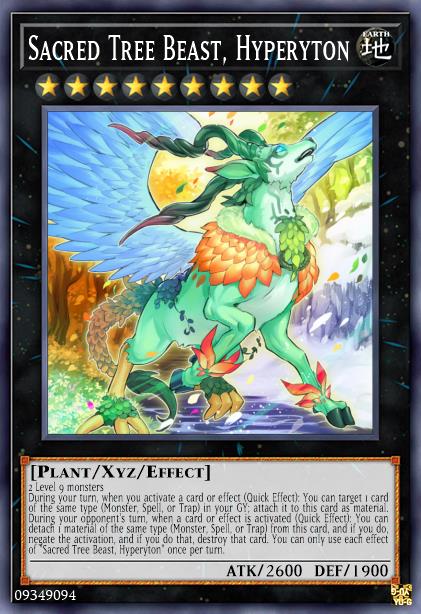 SACRED TREE BEAST, HYPERYTON
EARTH
地
[PLANT/XYZ/EFFECT]
2 Level 9 monsters
During your turn, when you activate a card or effect (Quick Effect): You can target 1 card
of the same type (Monster, Spell, or Trap) in your GY; attach it to this card as material.
During your opponent's turn, when a card or effect is activated (Quick Effect): You can
detach 1 material of the same type (Monster, Spell, or Trap) from this card, and if you do,
negate the activation, and if you do that, destroy that card. You can only use each effect
of "Sacred Tree Beast, Hyperyton" once per turn.
ATK/2600 DEF/1900
09349094